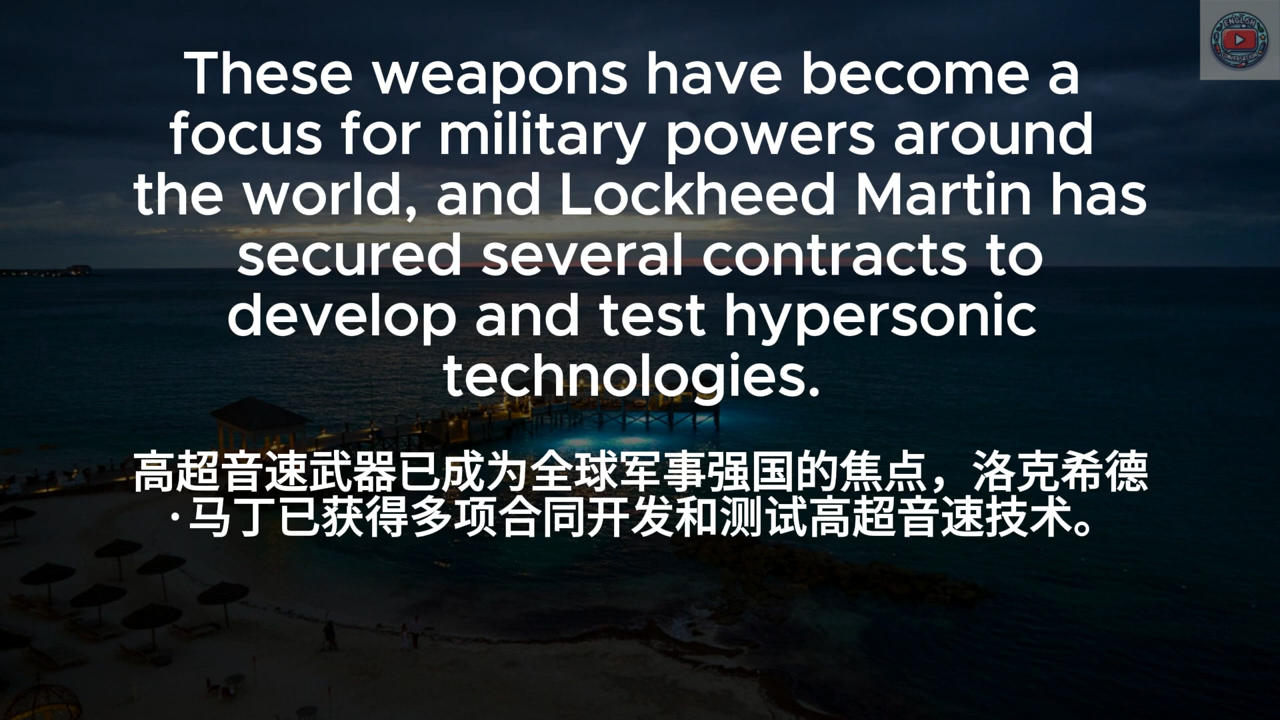 These weapons have become a
focus for military powers around
the world, and Lockheed Martin has
secured several contracts to
develop and test hypersonic
technologies.
高超音速武器已成为全球军事强国的焦点，洛克希德
·马丁已获得多项合同开发和测试高超音速技术。